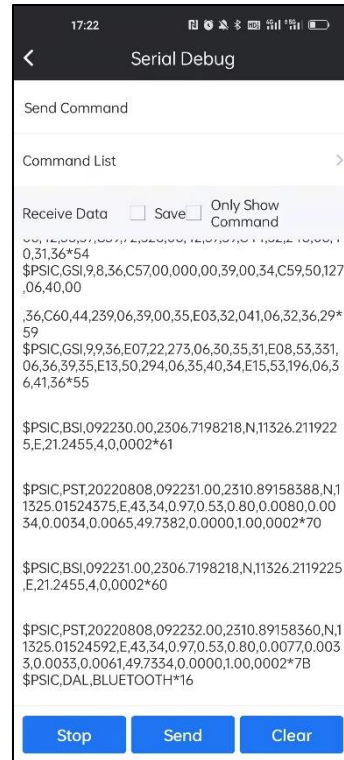 17:22
Serial Debug
Send Command
Command List
Receive Data Save Only Show Command
0,31,36*54
$PSIC,GSI,9,8,36,C57,00,000,00,39,00,34,C59,50,127
,06,40,00
,36,C60,44,239,06,39,00,35,E03,32,041,06,32,36,29*
59
$PSIC,GSI,9,9,36,E07,22,273,06,30,35,31,E08,53,331,
06,36,39,35,E13,50,294,06,35,40,34,E15,53,196,06,3
6,41,36*55
$PSIC,BSI,092230.00,2306.7198218,N,11326.211922
5,E,21.2455,4,0,0002*61
$PSIC,PST,20220808,092231.00,2310.89158388,N,1
1325.01524375,E,43,34,0.97,0.53,0.80,0.0080,0.00
34,0.0034,0.0065,49.7382,0.0000,1.00,0002*70
$PSIC,BSI,092231.00,2306.7198218,N,11326.2119225
,E,21.2455,4,0,0002*60
$PSIC,PST,20220808,092232.00,2310.89158360,N,1
1325.01524592,E,43,34,0.97,0.53,0.80,0.0077,0.003
3,0.0033,0.0061,49.7334,0.0000,1.00,0002*7B
$PSIC,DAL,BLUETOOTH*16
Stop Send Clear